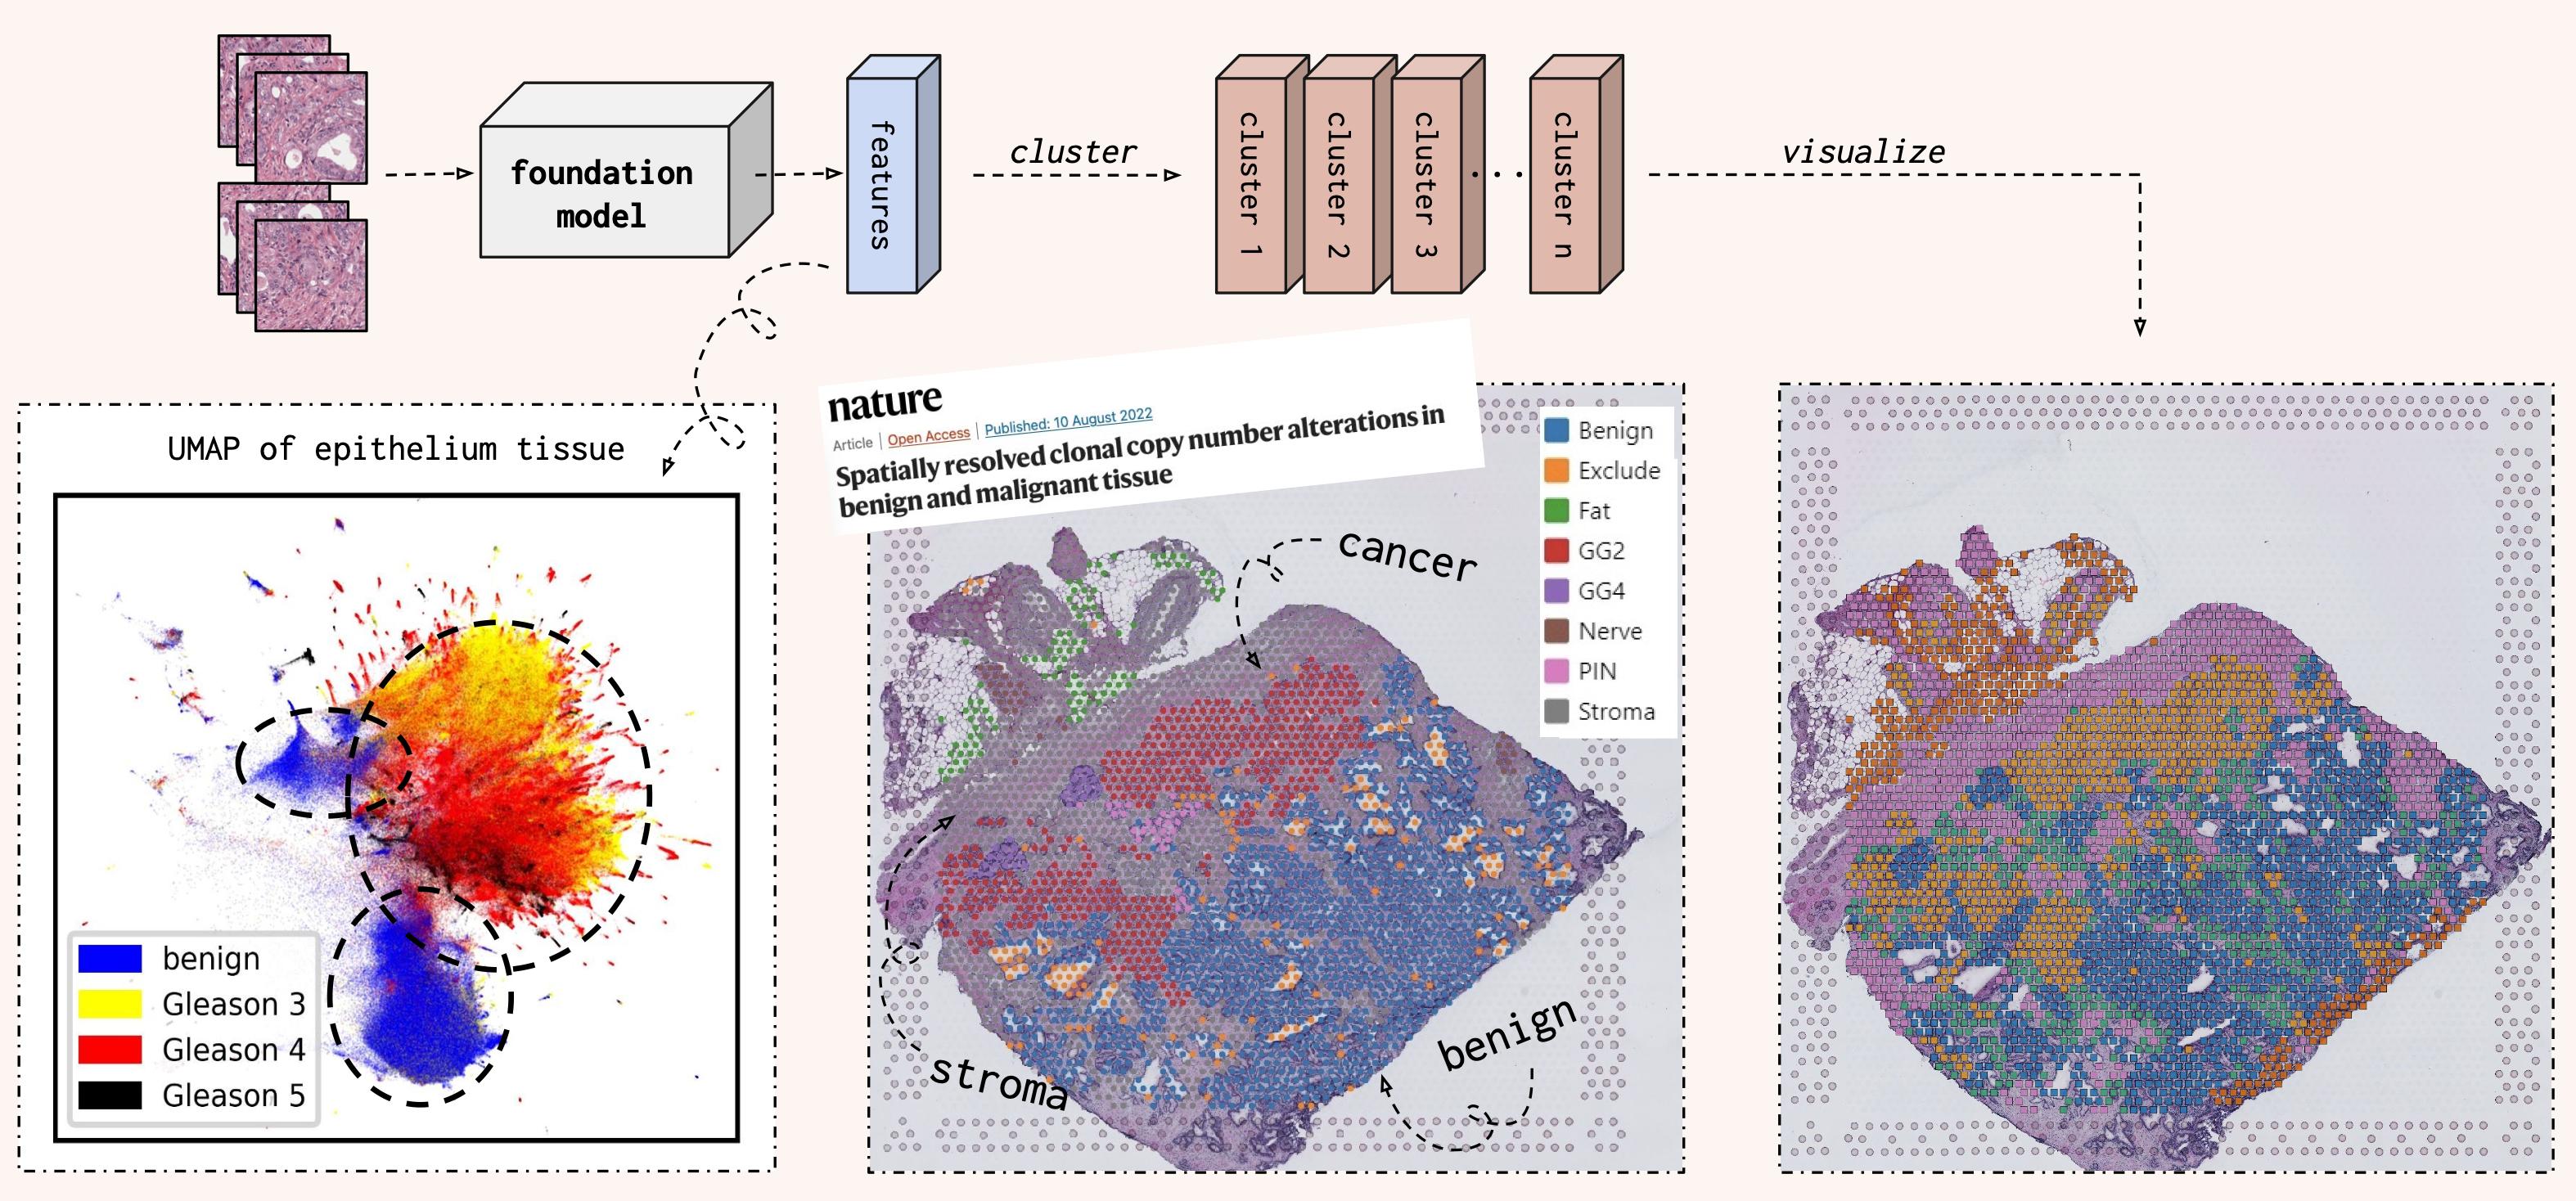 foundation
model
features
cluster
cluster 1
cluster 2
cluster 3
...
cluster n
visualize
UMAP of epithelium tissue
benign
Gleason 3
Gleason 4
Gleason 5
nature
Article | Open Access | Published: 10 August 2022
Spatially resolved clonal copy number alterations in
benign and malignant tissue
Benign
Exclude
Fat
GG2
GG4
Nerve
PIN
Stroma
cancer
stroma
benign